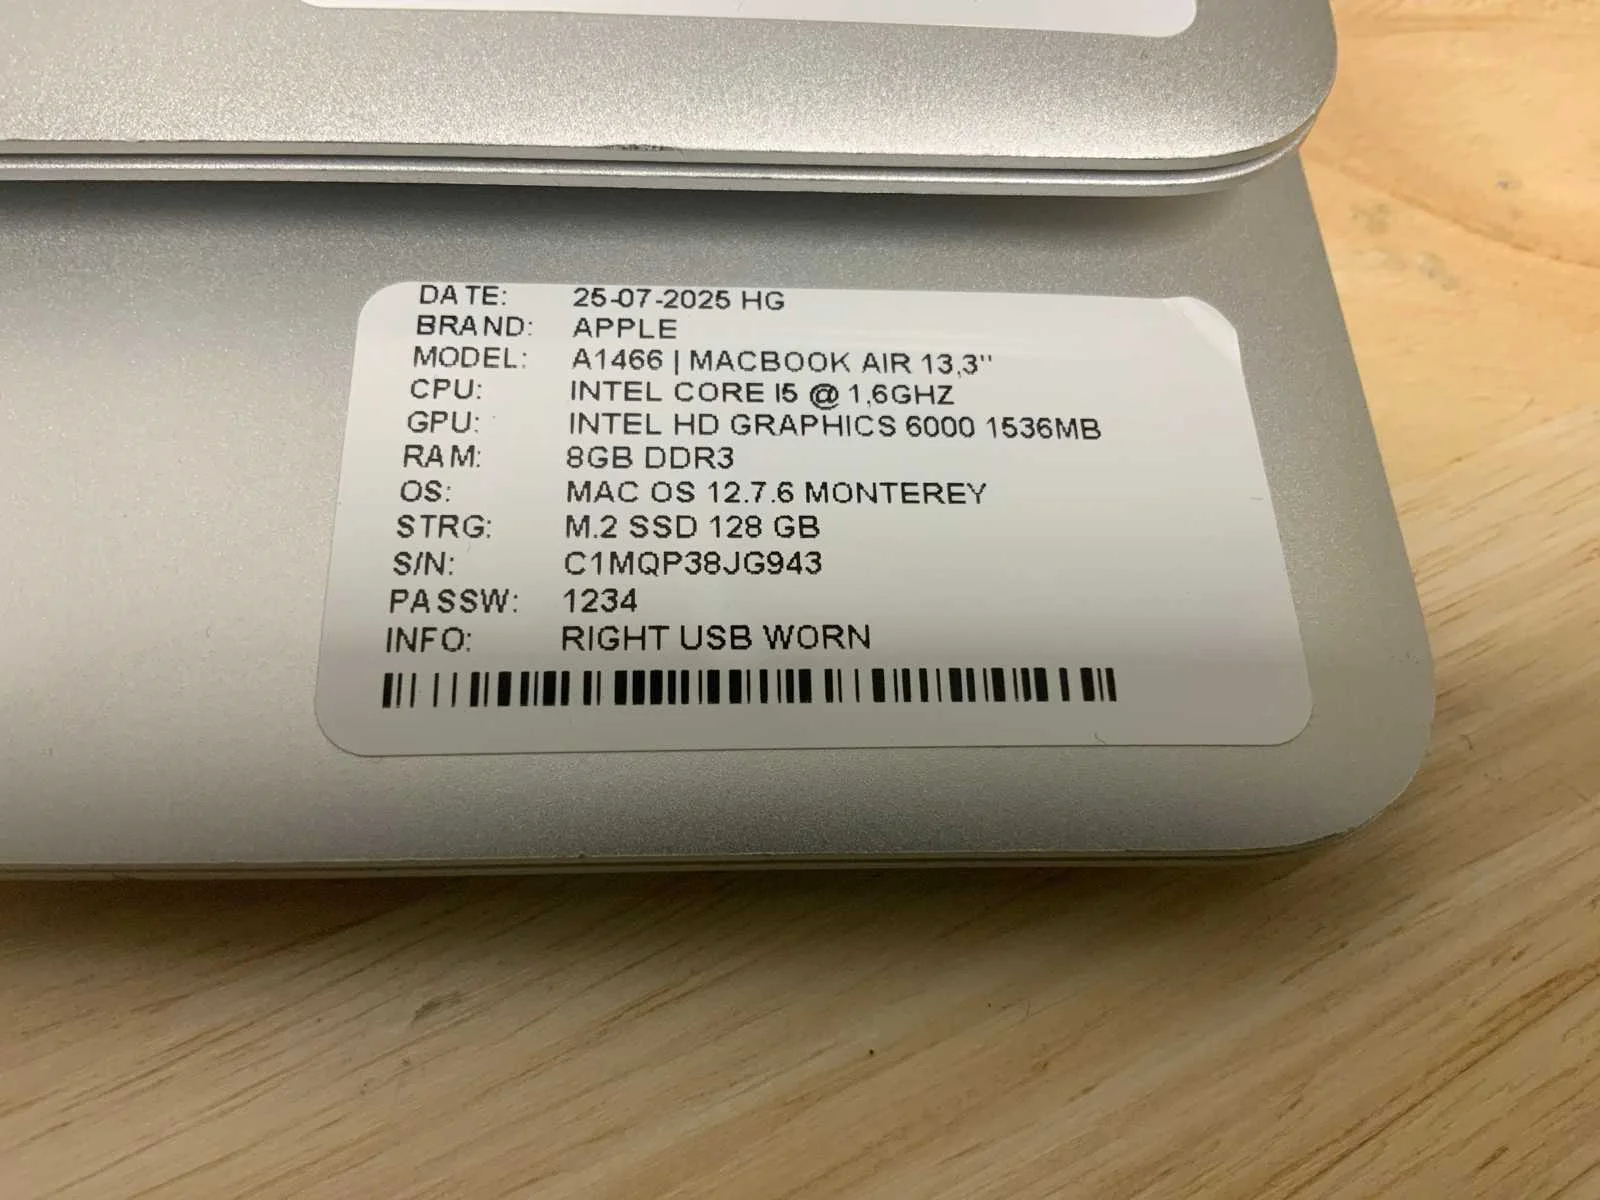 DATE: 25-07-2025 HG
BRAND: APPLE
MODEL: A1466 | MACBOOK AIR 13,3''
CPU: INTEL CORE I5 @ 1,6GHZ
GPU: INTEL HD GRAPHICS 6000 1536MB
RAM: 8GB DDR3
OS: MAC OS 12.7.6 MONTEREY
STRG: M.2 SSD 128 GB
S/N: C1MQP38JG943
PASSW: 1234
INFO: RIGHT USB WORN